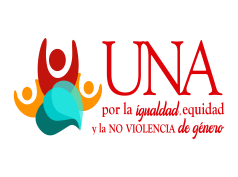 UNA
por la igualdad, equidad
y la NO VIOLENCIA de género